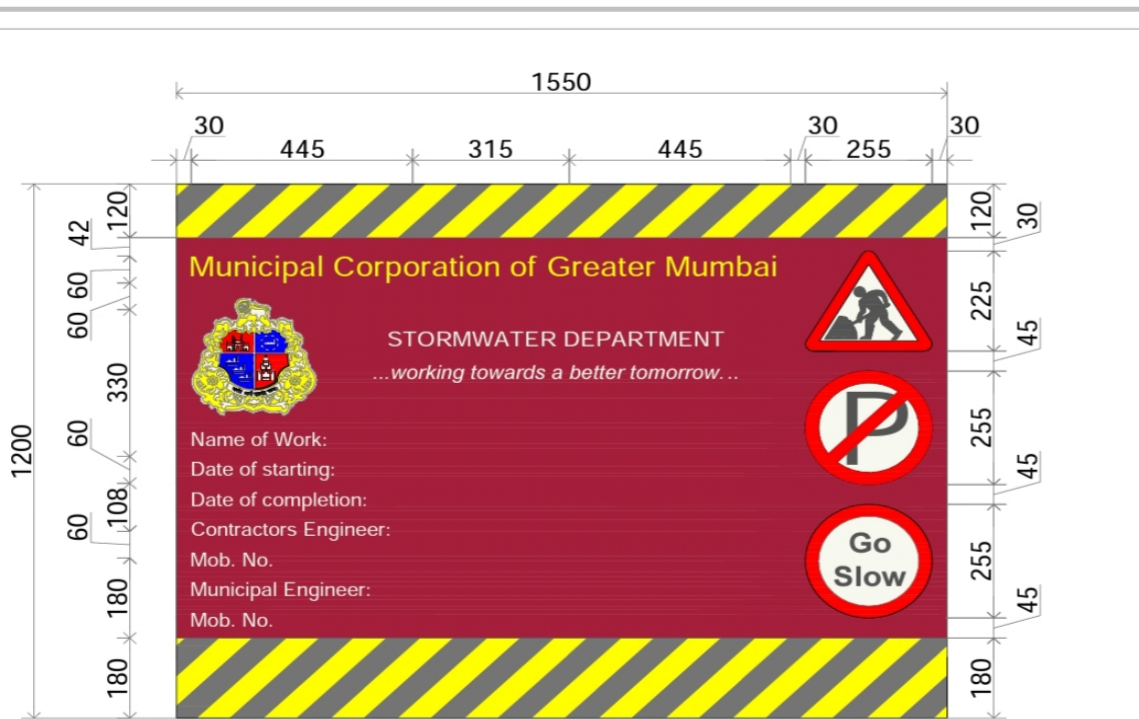 1550
30 30 30
445 315 445 255
120 120 30
42
Municipal Corporation of Greater Mumbai
60 225
60
STORMWATER DEPARTMENT
45
...working towards a better tomorrow...
330
P
255
60
Name of Work:
1200
Date of starting:
45
Date of completion:
108
60
Contractors Engineer:
Go
Slow
255
Mob. No.
180
Municipal Engineer:
45
Mob. No.
180 180